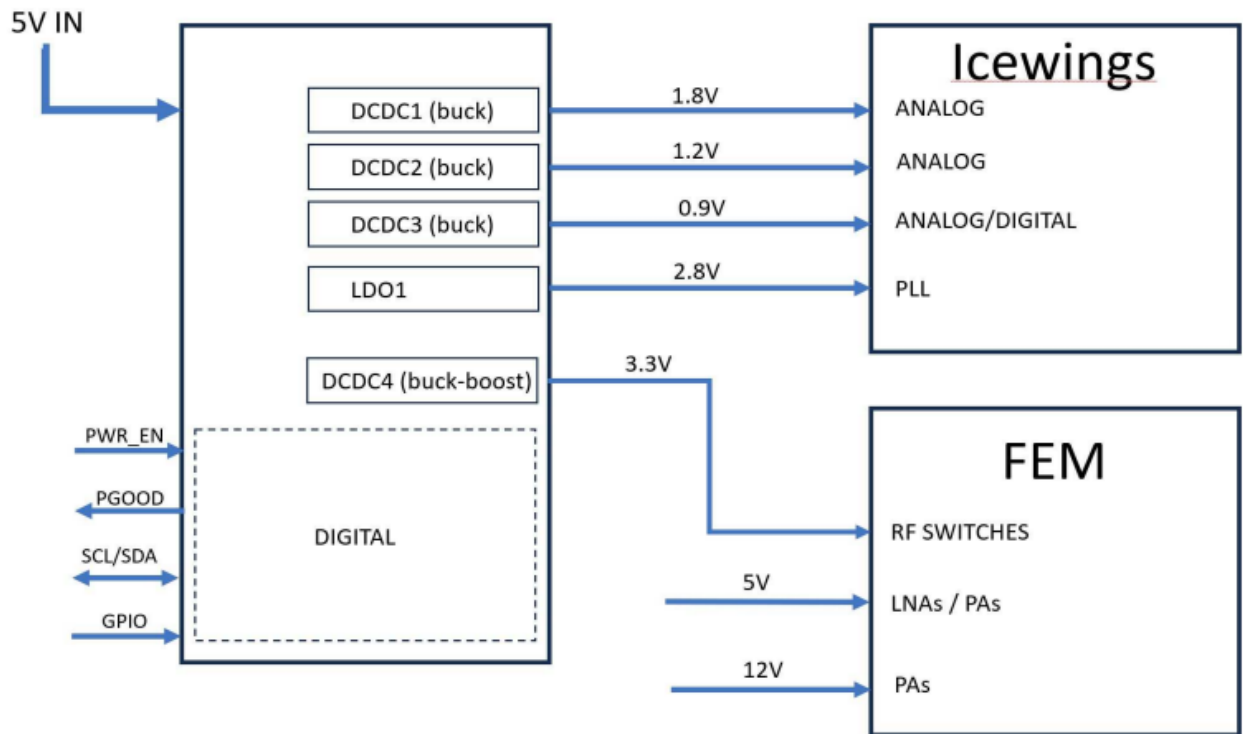 5V IN
DCDC1 (buck)
DCDC2 (buck)
DCDC3 (buck)
LDO1
DCDC4 (buck-boost)
DIGITAL
PWR_EN
PGOOD
SCL/SDA
GPIO
1.8V
1.2V
0.9V
2.8V
3.3V
5V
12V
Icewings
ANALOG
ANALOG
ANALOG/DIGITAL
PLL
FEM
RF SWITCHES
LNAs / PAs
PAs